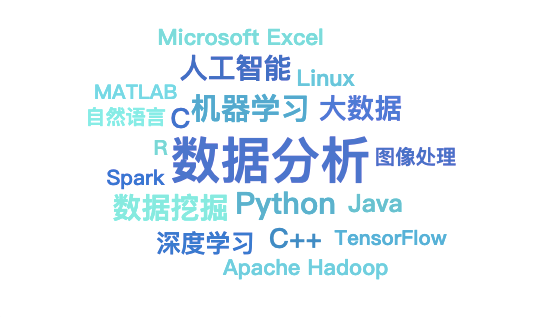 Microsoft Excel
人工智能
Linux
MATLAB
机器学习
大数据
自然语言
C
R
数据分析
图像处理
Spark
数据挖掘
Python
Java
深度学习
C++
TensorFlow
Apache Hadoop